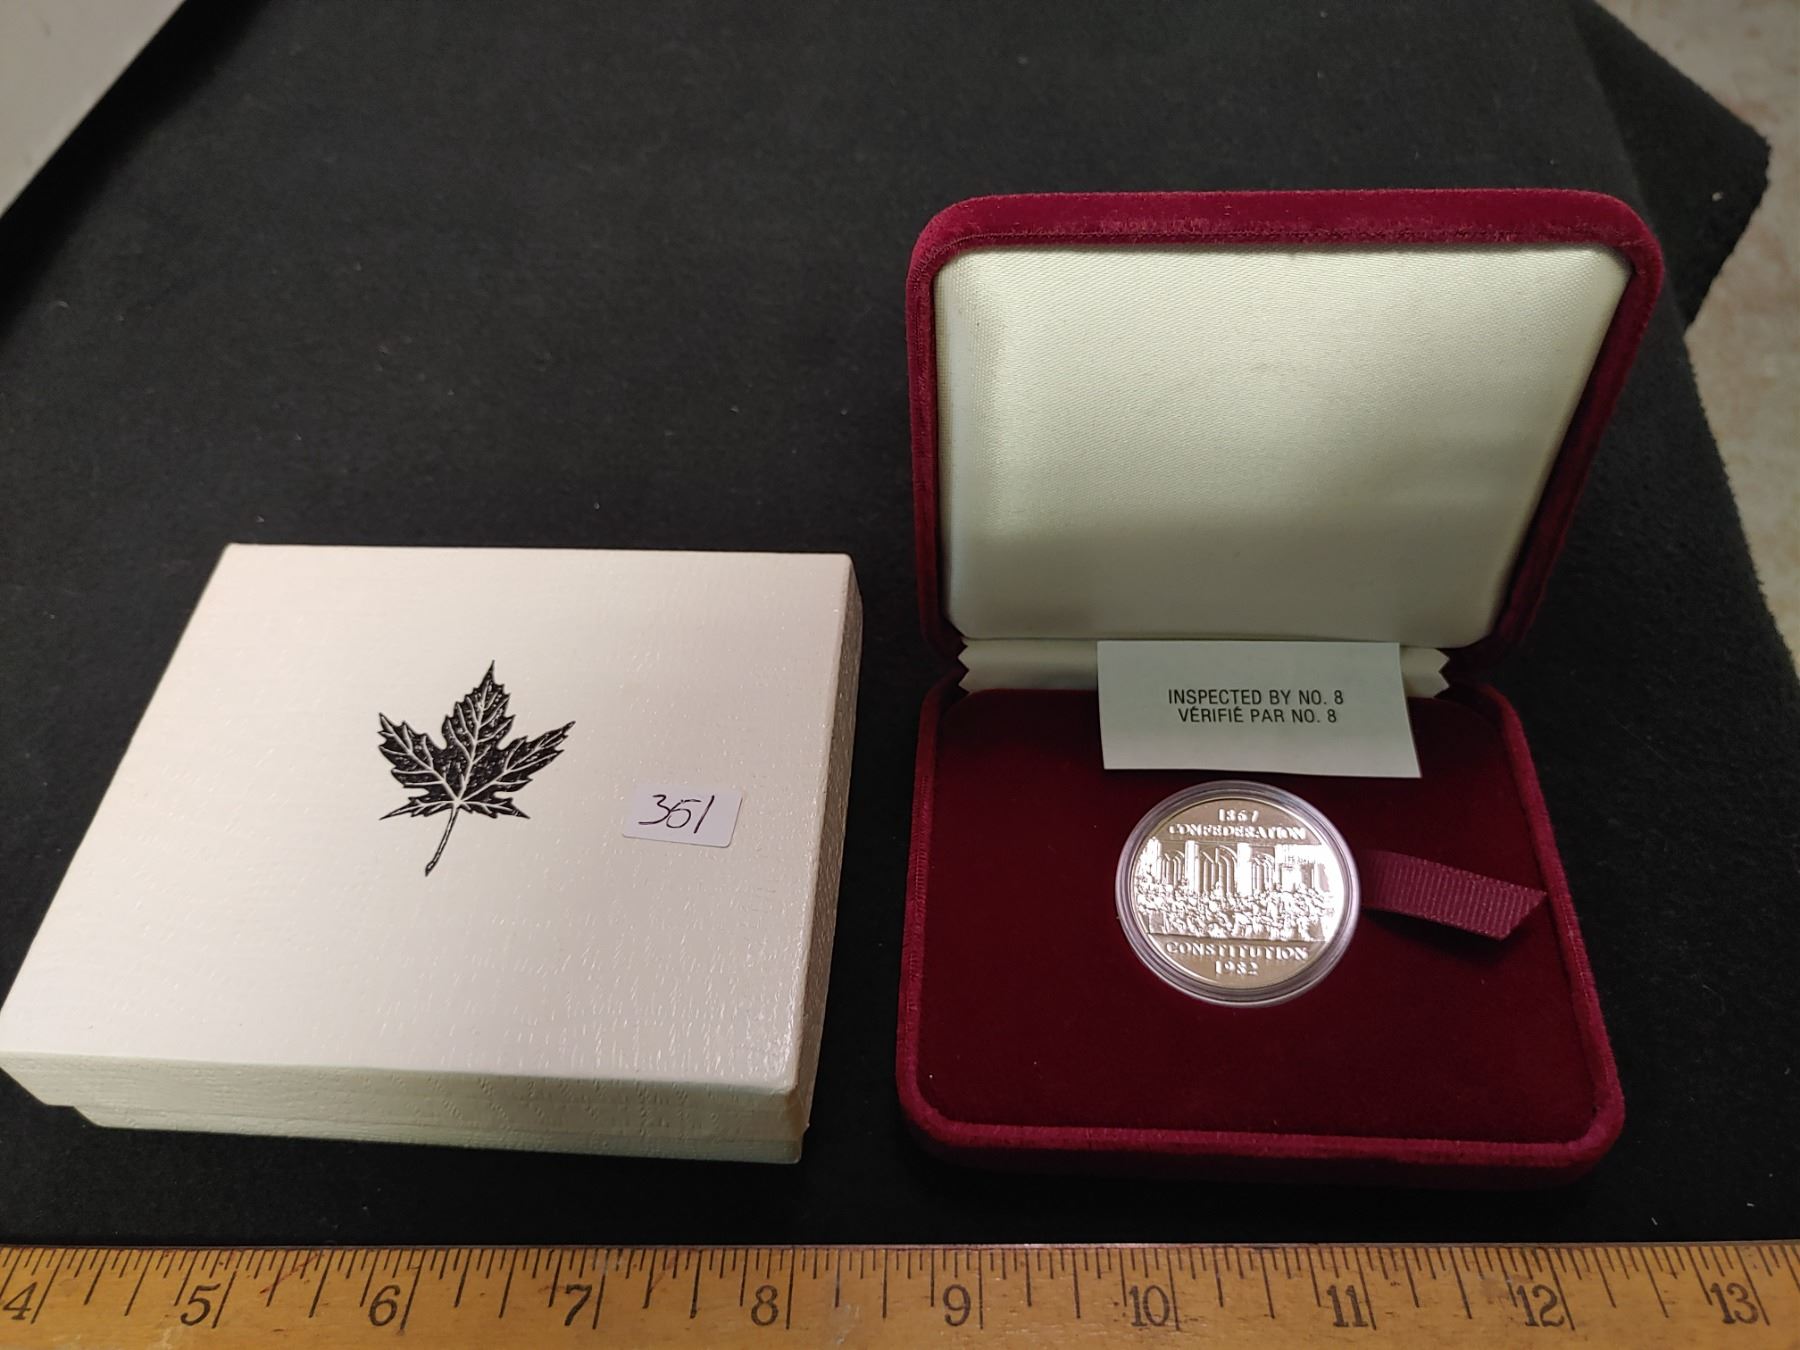 351
INSPECTED BY NO. 8
VÉRIFIÉ PAR NO. 8
1867
CONFEDERATION
CONSTITUTION
1982
4 5 6 7 8 9 10 11 12 13